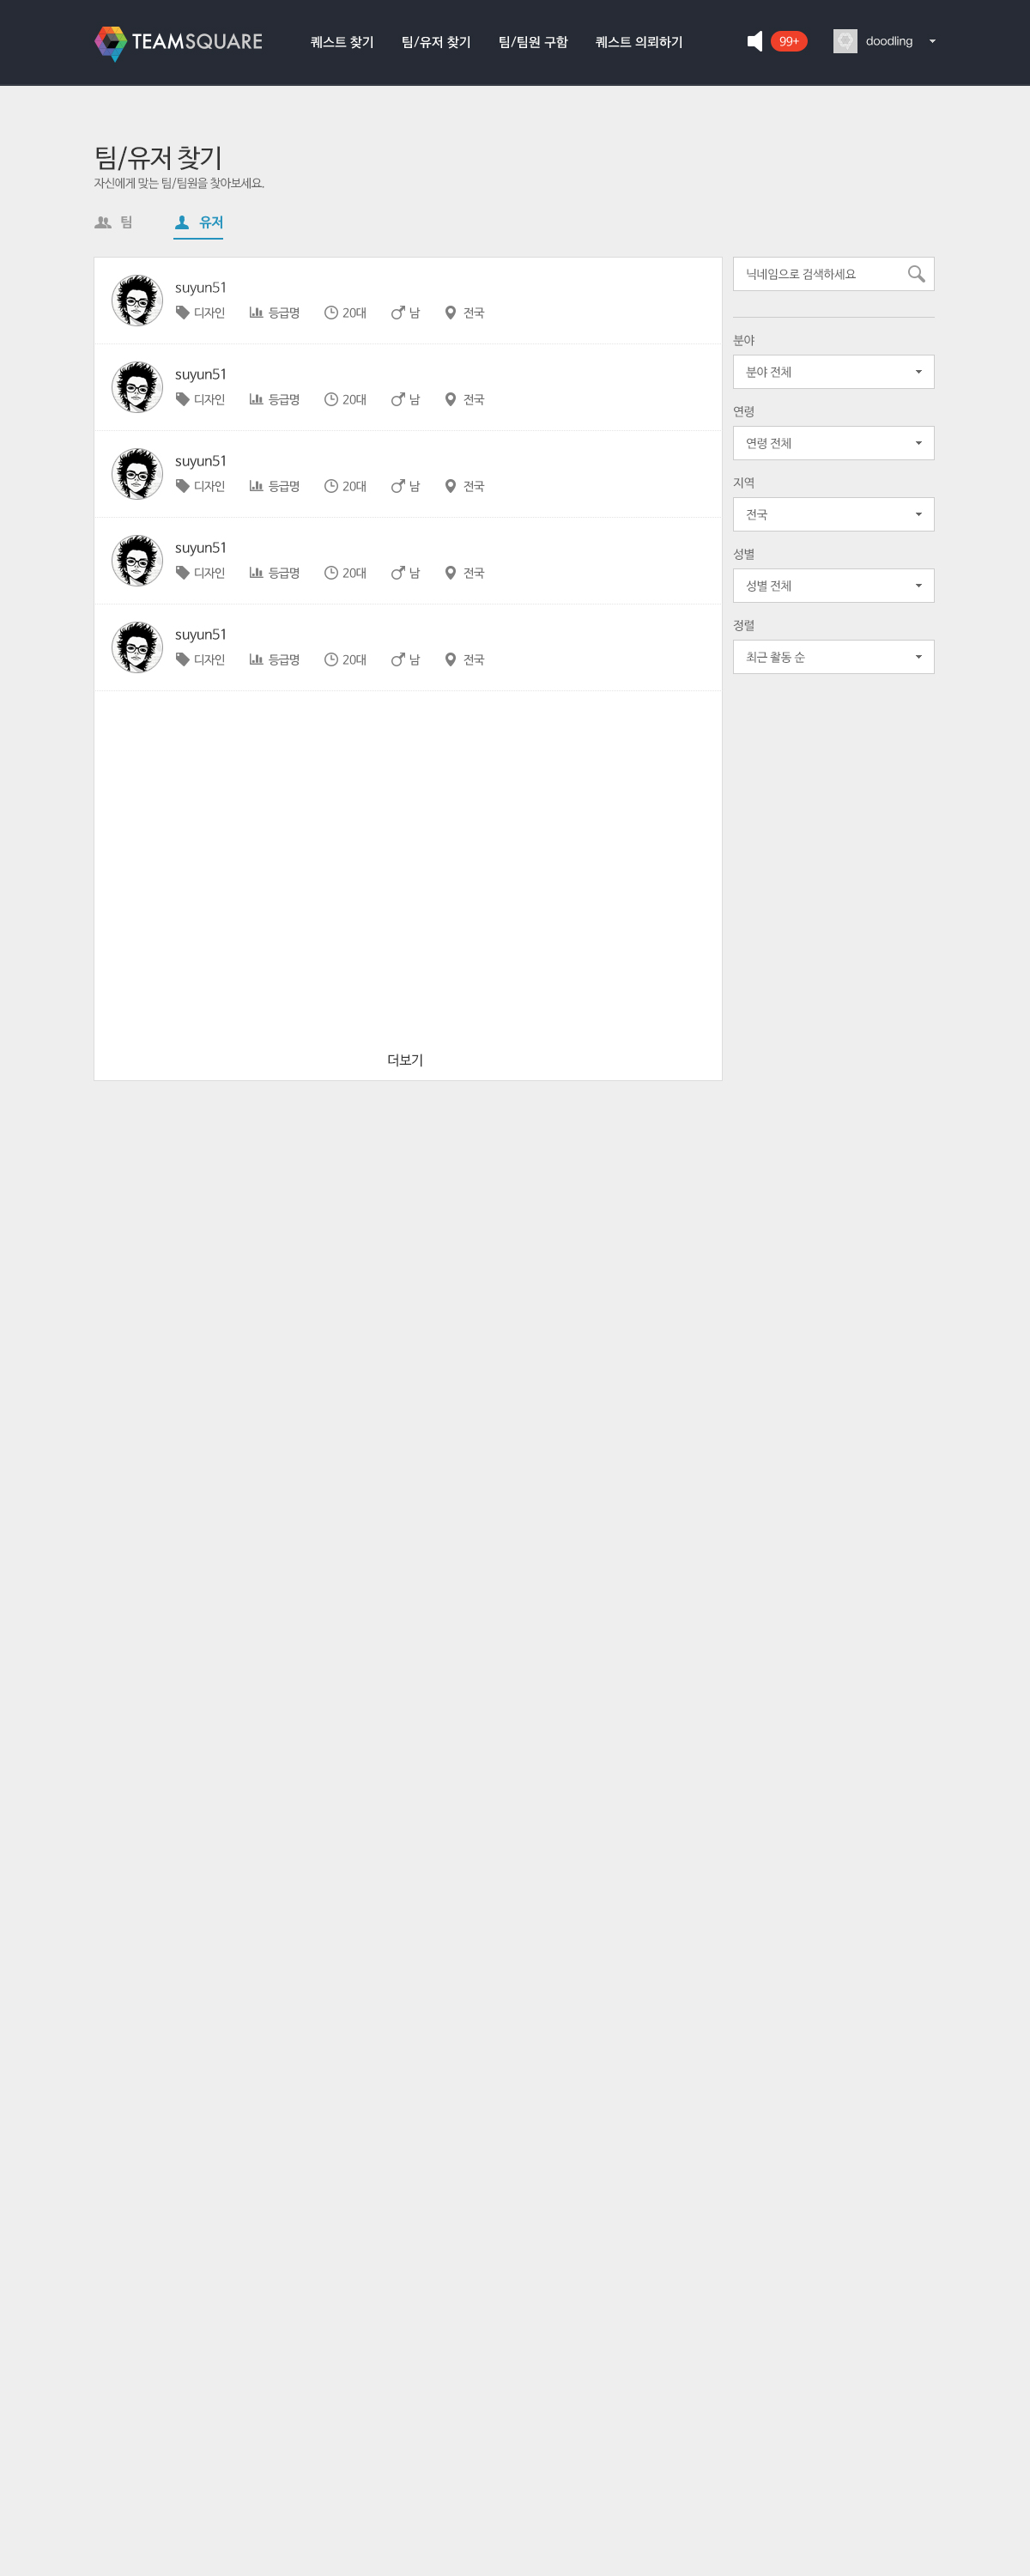 TEAMSQUARE 퀘스트 찾기 팀/유저 찾기 팀/팀원 구함 퀘스트 의뢰하기 99+ doodling
팀/유저 찾기
자신에게 맞는 팀/팀원을 찾아보세요.
팀 유저
닉네임으로 검색하세요
suyun51
디자인 등급명 20대 남 전국
suyun51
디자인 등급명 20대 남 전국
suyun51
디자인 등급명 20대 남 전국
suyun51
디자인 등급명 20대 남 전국
suyun51
디자인 등급명 20대 남 전국
더보기
분야
분야 전체
연령
연령 전체
지역
전국
성별
성별 전체
정렬
최근 활동 순